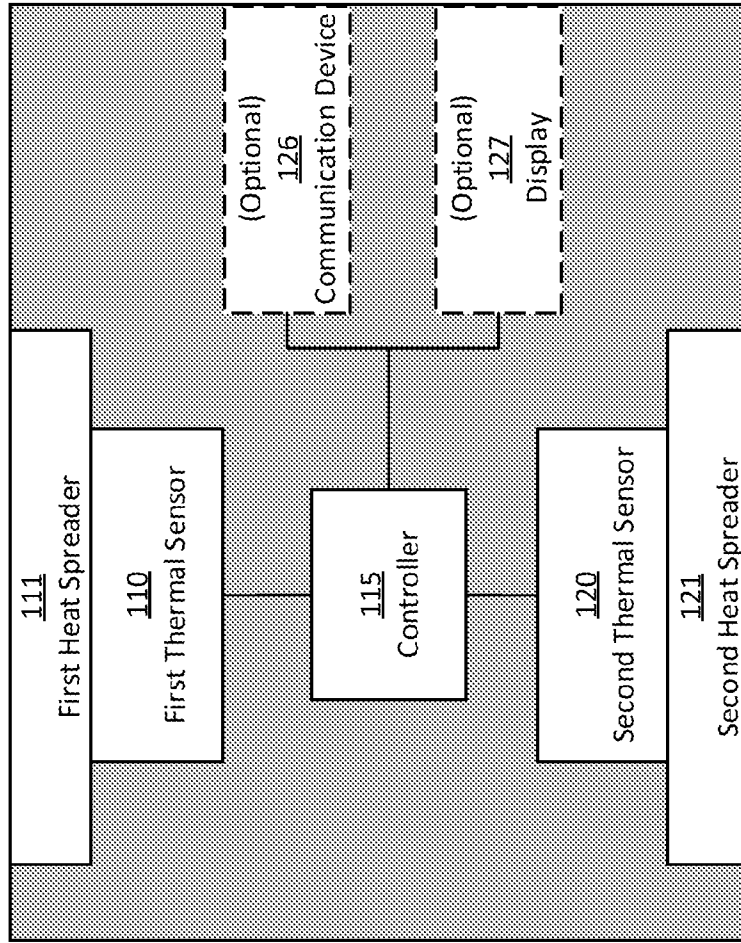 111
First Heat Spreader
110
First Thermal Sensor
(Optional)
126
Communication Device
115
Controller
(Optional)
127
Display
120
Second Thermal Sensor
121
Second Heat Spreader